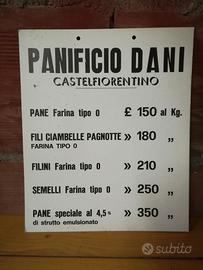 PANIFICIO DANI
CASTELFIORENTINO
PANE Farina tipo 0 £ 150 al Kg.
FILI CIAMBELLE PAGNOTTE » 180 „
FARINA TIPO 0
FILINI Farina tipo 0 » 210 „
SEMELLI Farina tipo 0 » 250 „
PANE speciale al 4,5% » 350 „
di strutto emulsionato
subito